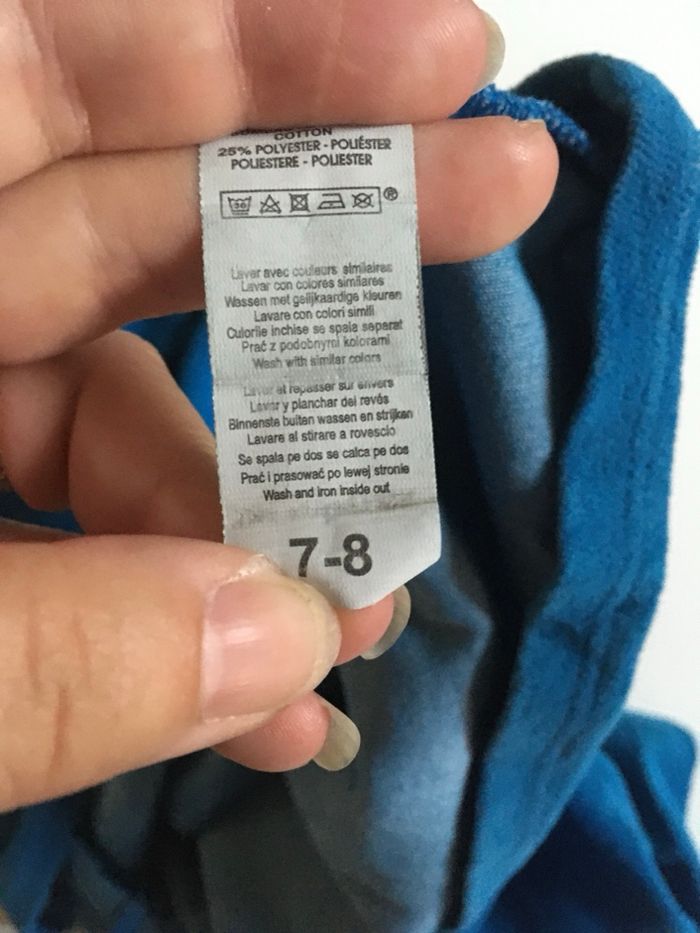 COTTON
25% POLYESTER - POLIÉSTER
POLIESTERE - POLIESTER
30
®
Laver avec couleurs similaires
Lavar con colores similares
Wassen met gelijkaardige kleuren
Lavare con colori simili
Culorile inchise se spala separat
Prać z podobnymi kolorami
Wash with similar colors
Laver et repasser sur envers
Lavar y planchar del revés
Binnenste buiten wassen en strijken
Lavare al stirare a rovescio
Se spala pe dos se calca pe dos
Prać i prasować po lewej stronie
Wash and iron inside out
7-8